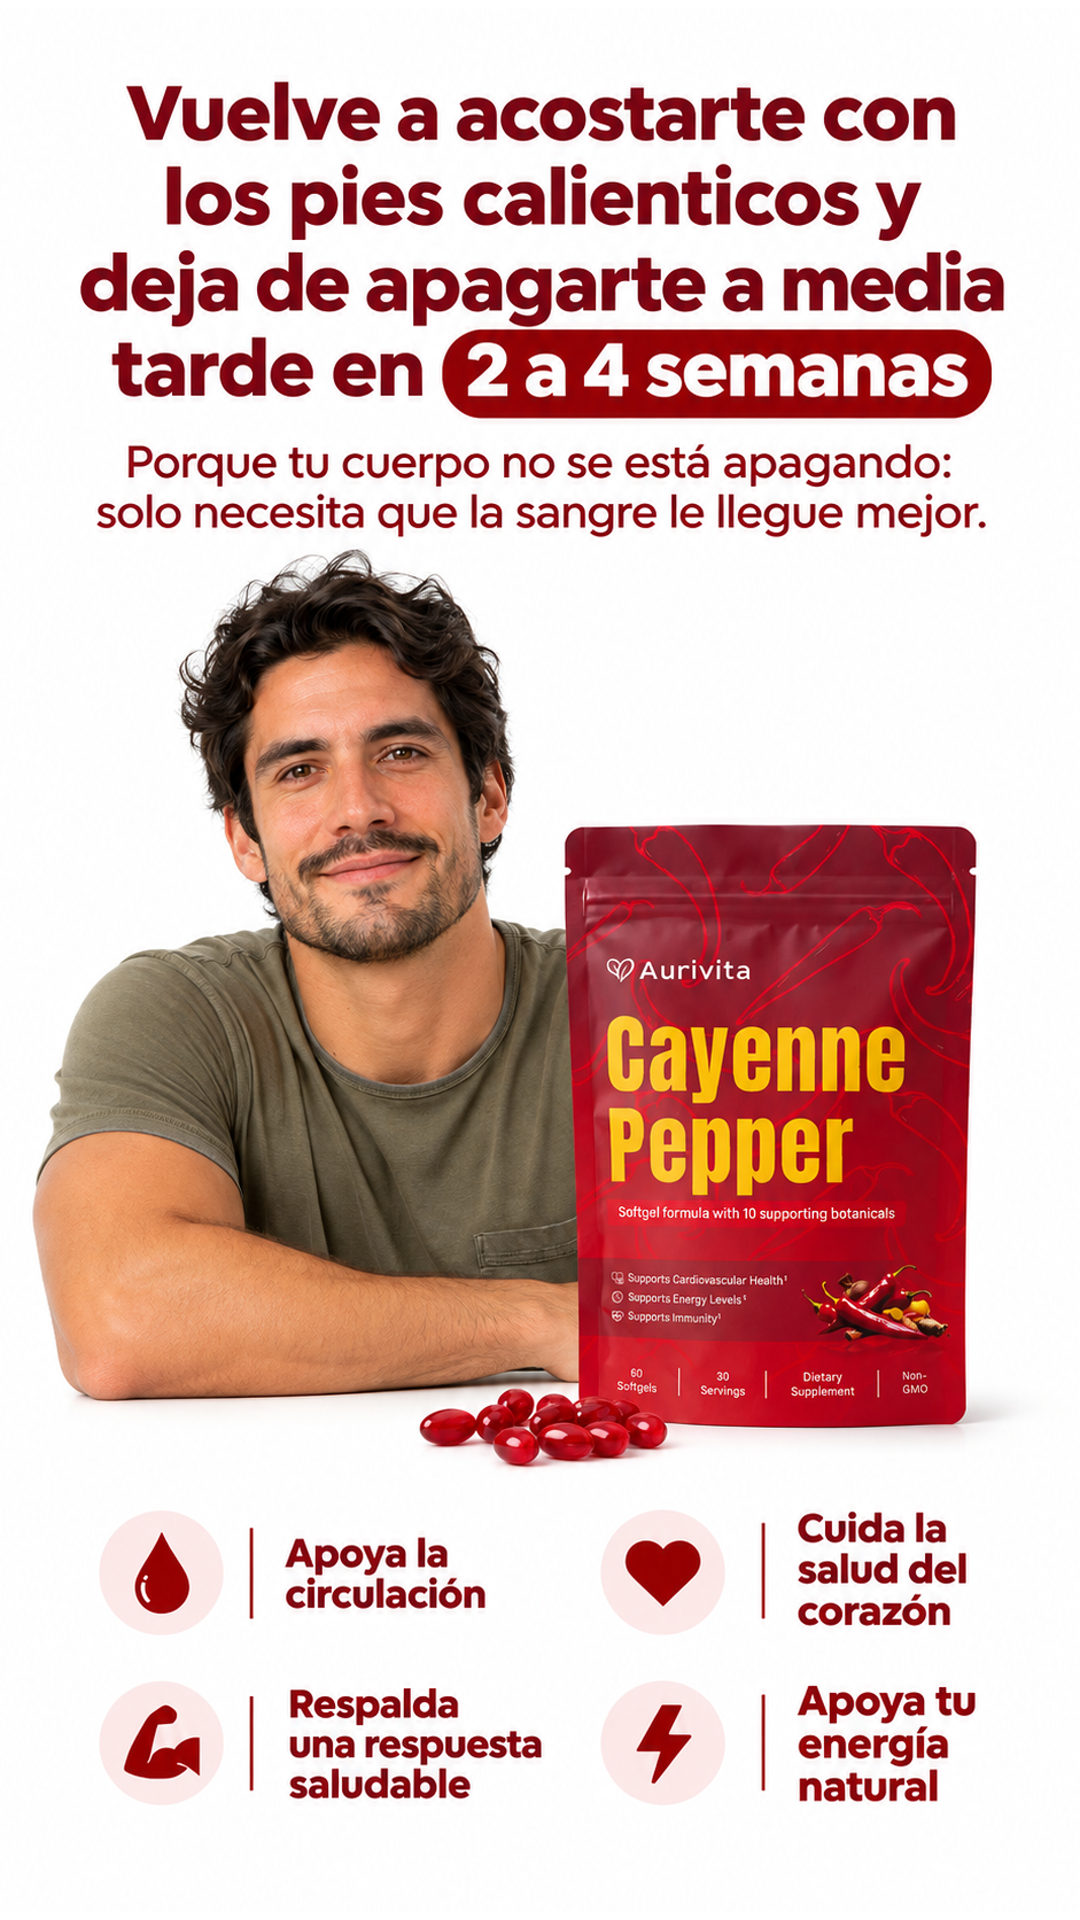 Vuelve a acostarte con
los pies calienticos y
deja de apagarte a media
tarde en 2 a 4 semanas
Porque tu cuerpo no se está apagando:
solo necesita que la sangre le llegue mejor.
Aurivita
Cayenne
Pepper
Softgel formula with 10 supporting botanicals
Supports Cardiovascular Health¹
Supports Energy Levels¹
Supports Immunity¹
60
Softgels
30
Servings
Dietary
Supplement
Non-
GMO
Apoya la
circulación
Cuida la
salud del
corazón
Respalda
una respuesta
saludable
Apoya tu
energía
natural